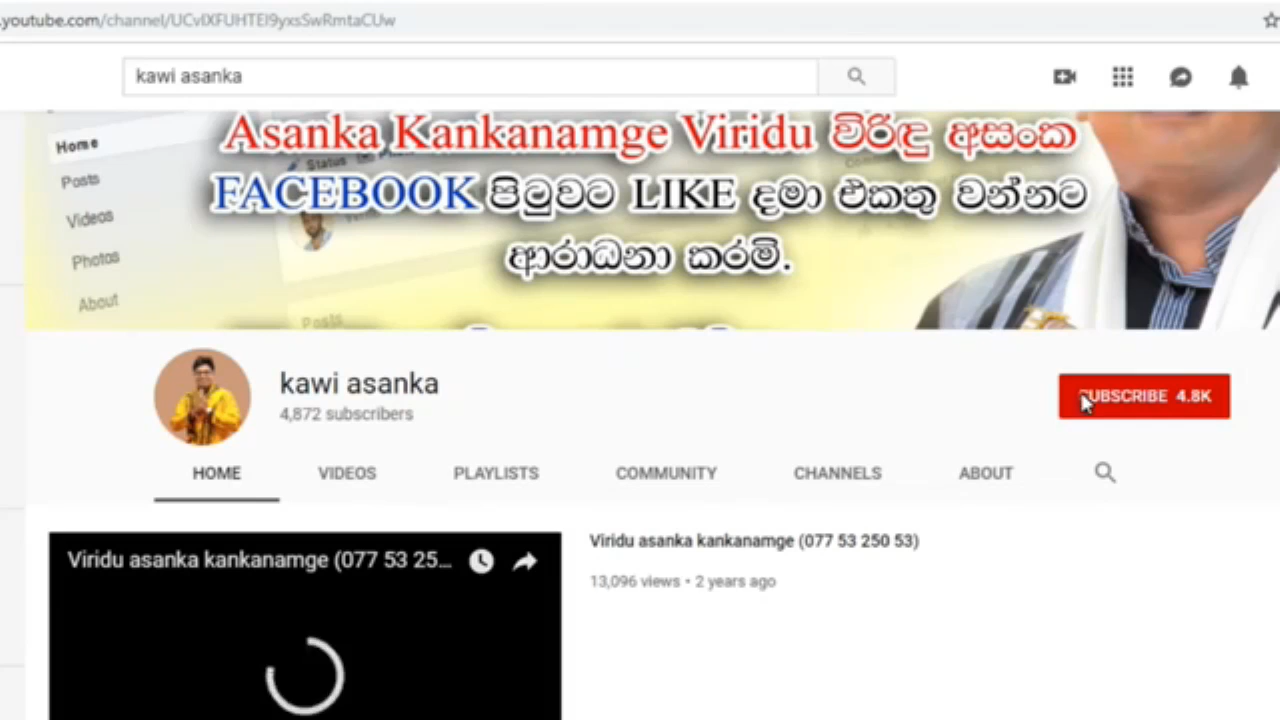 .youtube.com/channel/UCvlXFUHTEl9yxsSwRmtaCUw
kawi asanka
Asanka Kankanamge Viridu විරිඳු අසංක
Home
Status
FACEBOOK පිටුවට LIKE දමා එකතු වන්නට
Posts
Videos
ආරාධනා කරමි.
Photos
About
Posts
kawi asanka
4,872 subscribers
SUBSCRIBE 4.8K
HOME VIDEOS PLAYLISTS COMMUNITY CHANNELS ABOUT
Viridu asanka kankanamge (077 53 25...
Viridu asanka kankanamge (077 53 250 53)
13,096 views • 2 years ago